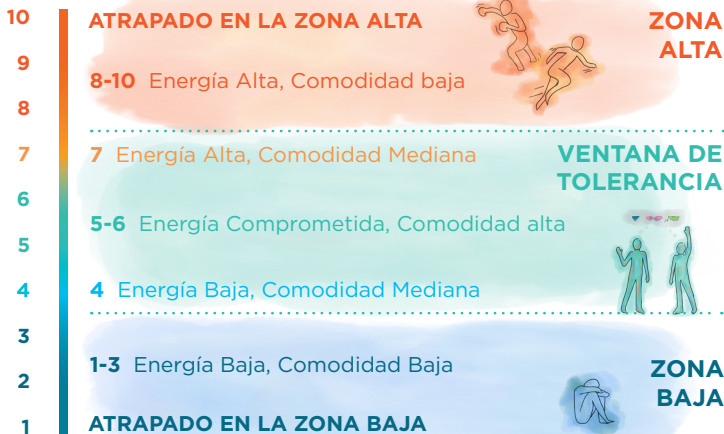 10
ATRAPADO EN LA ZONA ALTA
ZONA
ALTA
9
8-10 Energía Alta, Comodidad baja
8
7
7 Energía Alta, Comodidad Mediana
VENTANA DE
TOLERANCIA
6
5-6 Energía Comprometida, Comodidad alta
5
4
4 Energía Baja, Comodidad Mediana
3
1-3 Energía Baja, Comodidad Baja
ZONA
BAJA
2
1
ATRAPADO EN LA ZONA BAJA